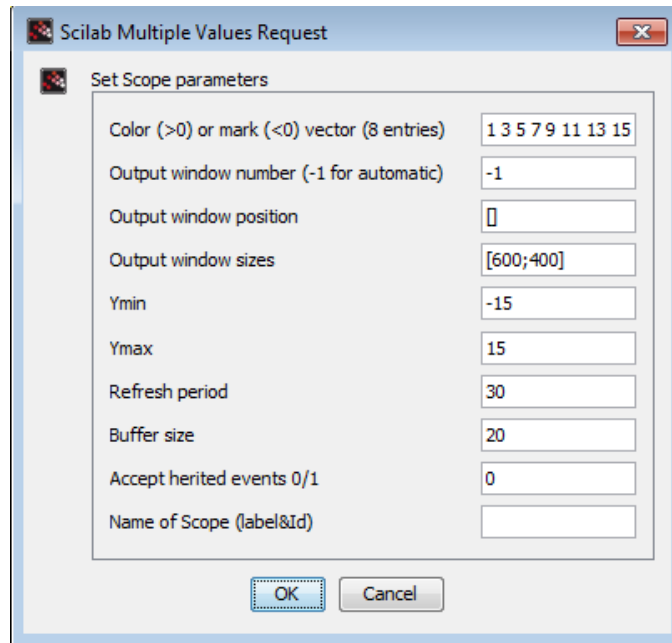 Scilab Multiple Values Request
Set Scope parameters
Color (>0) or mark (<0) vector (8 entries) 1 3 5 7 9 11 13 15
Output window number (-1 for automatic) -1
Output window position []
Output window sizes [600;400]
Ymin -15
Ymax 15
Refresh period 30
Buffer size 20
Accept herited events 0/1 0
Name of Scope (label&Id)
OK Cancel